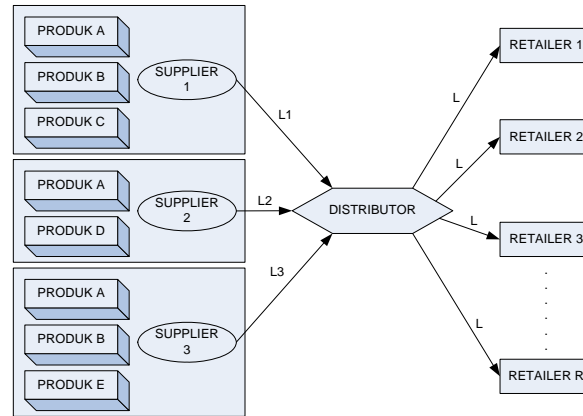 PRODUK A
PRODUK B
PRODUK C
SUPPLIER
1
L1
PRODUK A
PRODUK D
SUPPLIER
2
L2
PRODUK A
PRODUK B
PRODUK E
SUPPLIER
3
L3
DISTRIBUTOR
L
RETAILER 1
L
RETAILER 2
L
RETAILER 3
L
RETAILER R